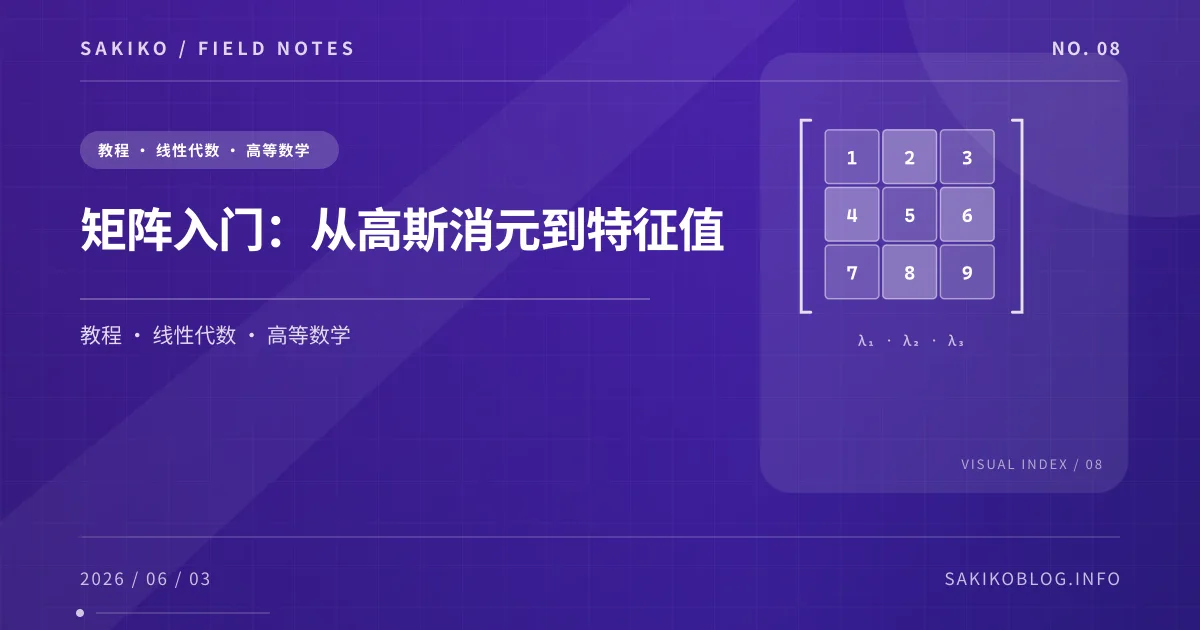 SAKIKO / FIELD NOTES
NO. 08
教程 · 线性代数 · 高等数学
矩阵入门：从高斯消元到特征值
教程 · 线性代数 · 高等数学
1 2 3
4 5 6
7 8 9
λ₁ · λ₂ · λ₃
VISUAL INDEX / 08
2026 / 06 / 03
SAKIKOBLOG.INFO